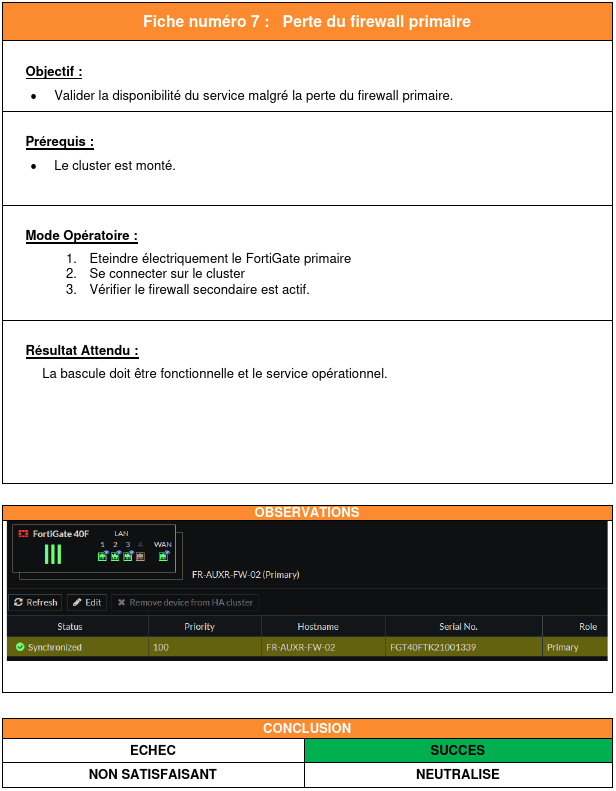 Fiche numéro 7 : Perte du firewall primaire
Objectif :
• Valider la disponibilité du service malgré la perte du firewall primaire.
Prérequis :
• Le cluster est monté.
Mode Opératoire :
1. Eteindre électriquement le FortiGate primaire
2. Se connecter sur le cluster
3. Vérifier le firewall secondaire est actif.
Résultat Attendu :
La bascule doit être fonctionnelle et le service opérationnel.
OBSERVATIONS
FortiGate 40F LAN
1 2 3 A WAN
FR-AUXR-FW-02 (Primary)
Refresh Edit Remove device from HA cluster
Status Priority Hostname Serial No. Role
Synchronized 100 FR-AUXR-FW-02 FGT40FTK21001339 Primary
CONCLUSION
ECHEC SUCCES
NON SATISFAISANT NEUTRALISE